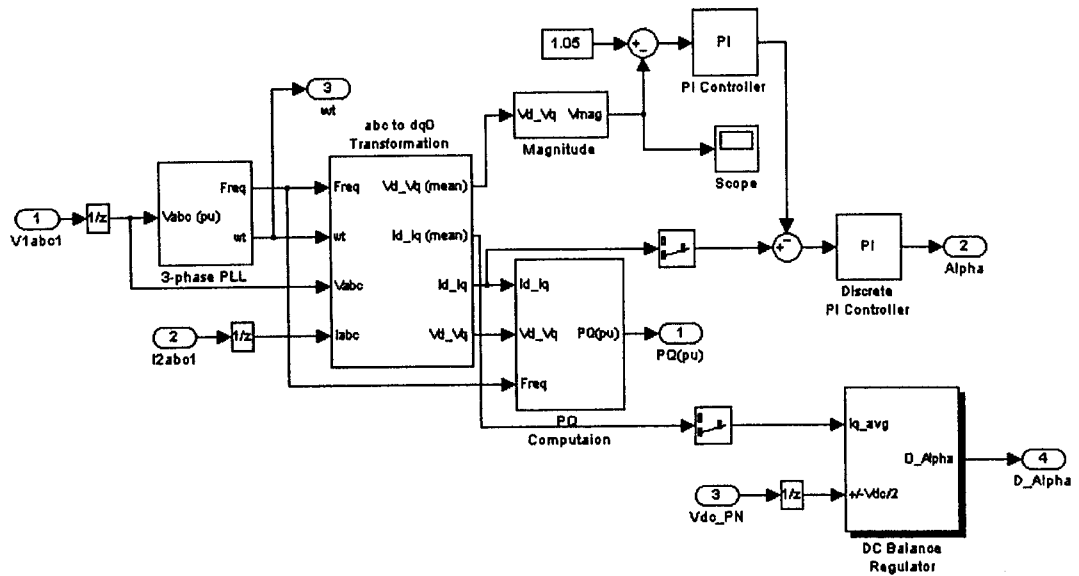 1.05
+
−
PI
PI Controller
3
wt
Vd_Vq Vmag
Magnitude
Scope
abc to dq0
Transformation
Freq
wt
Vabc
Iabc
Vd_Vq (mean)
Id_Iq (mean)
Id_Iq
Vd_Vq
1
V1abc1
1/z
Vabc (pu)
Freq
wt
3-phase PLL
2
I2abc1
1/z
Id_Iq
Vd_Vq
Freq
PQ(pu)
PQ
Computaion
1
PQ(pu)
+
−
PI
Discrete
PI Controller
2
Alpha
3
Vdc_PN
1/z
Iq_avg
+/-Vdc/2
D_Alpha
DC Balance
Regulator
4
D_Alpha